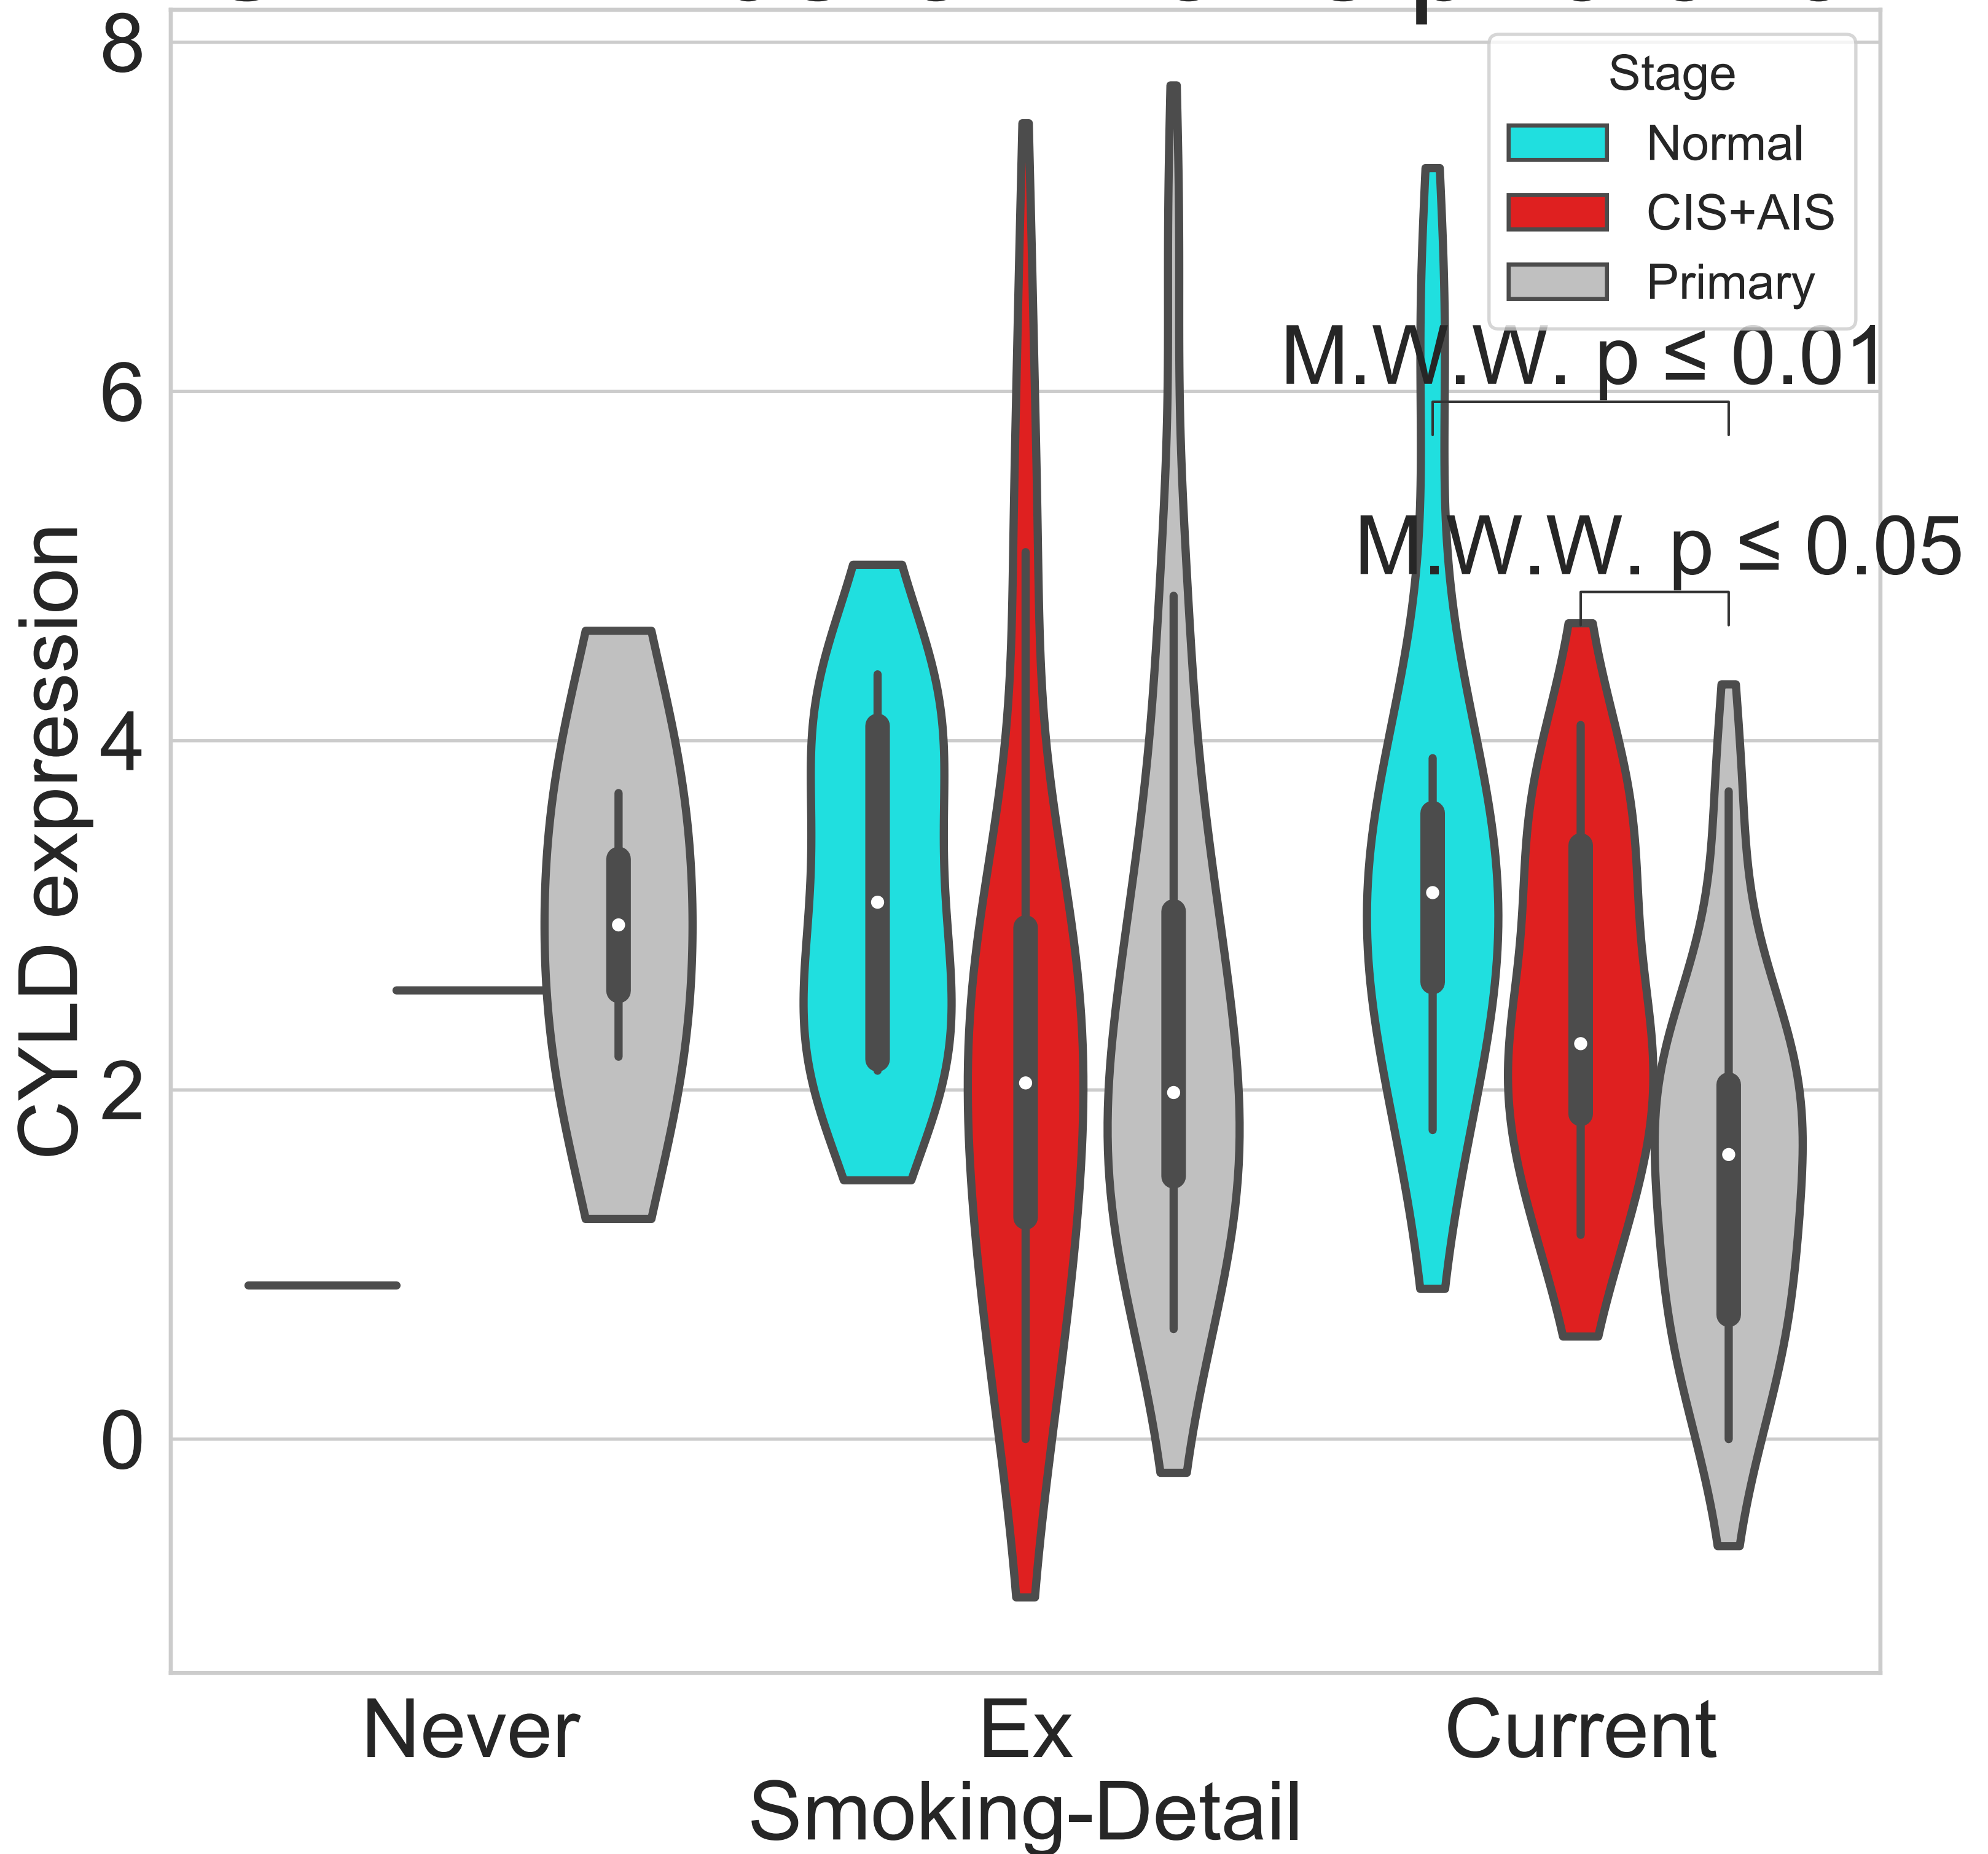 8
6
4
2
0
CYLD expression
Stage
Normal
CIS+AIS
Primary
M.W.W. p ≤ 0.01
M.W.W. p ≤ 0.05
Never
Ex
Current
Smoking-Detail